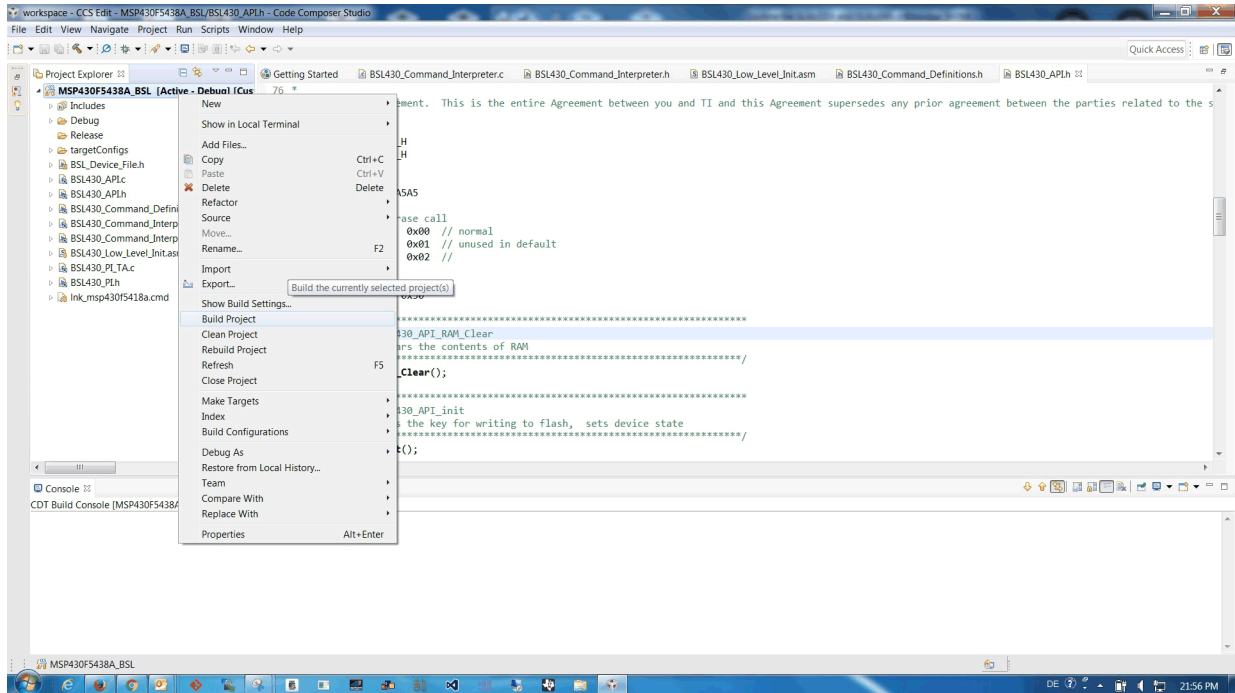 workspace - CCS Edit - MSP430F5438A_BSL/BSL430_API.h - Code Composer Studio
File Edit View Navigate Project Run Scripts Window Help
Quick Access
Project Explorer
Getting Started
BSL430_Command_Interpreter.c
BSL430_Command_Interpreter.h
BSL430_Low_Level_Init.asm
BSL430_Command_Definitions.h
BSL430_API.h
MSP430F5438A_BSL [Active - Debug] [Cus
Includes
Debug
Release
targetConfigs
BSL_Device_File.h
BSL430_API.c
BSL430_API.h
BSL430_Command_Defini
BSL430_Command_Interp
BSL430_Command_Interp
BSL430_Low_Level_Init.as
BSL430_PI_TA.c
BSL430_PI.h
lnk_msp430f5418a.cmd
New
Show in Local Terminal
Add Files...
Copy Ctrl+C
Paste Ctrl+V
Delete Delete
Refactor
Source
Move...
Rename... F2
Import
Export...
Build the currently selected project(s)
Show Build Settings...
Build Project
Clean Project
Rebuild Project
Refresh F5
Close Project
Make Targets
Index
Build Configurations
Debug As
Restore from Local History...
Team
Compare With
Replace With
Properties Alt+Enter
76 *
ement. This is the entire Agreement between you and TI and this Agreement supersedes any prior agreement between the parties related to the s
_H
_H
A5A5
rase call
0x00 // normal
0x01 // unused in default
0x02 //
*******************************************************
430_API_RAM_Clear
ars the contents of RAM
******************************************************/
_Clear();
*******************************************************
430_API_init
s the key for writing to flash, sets device state
******************************************************/
t();
Console
CDT Build Console [MSP430F5438A
MSP430F5438A_BSL
DE
21:56 PM